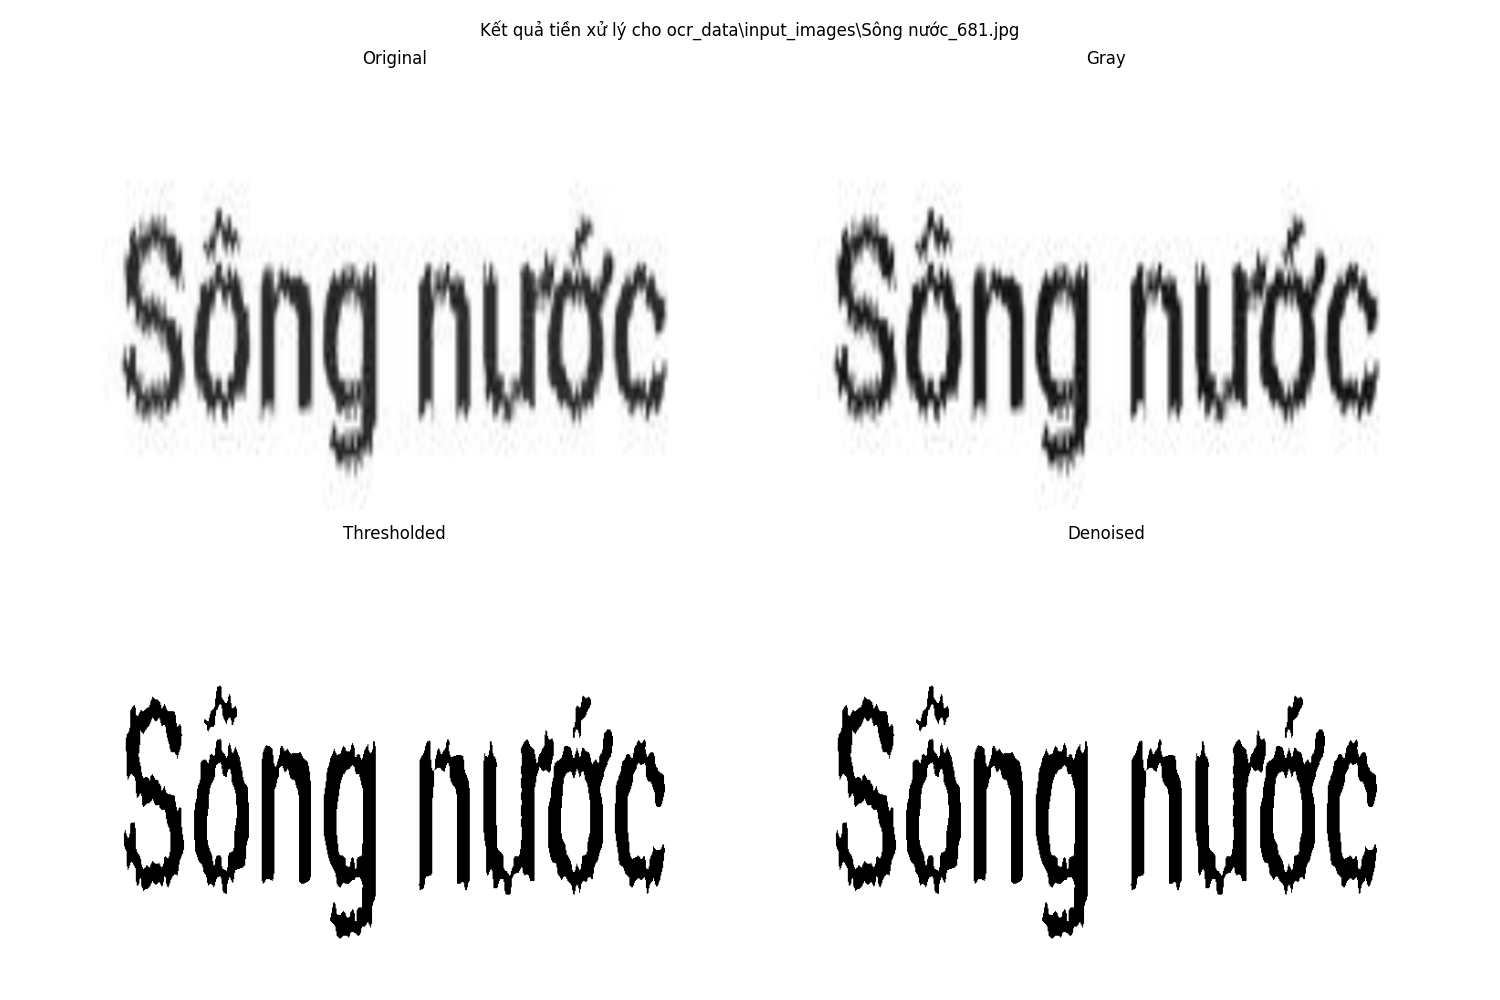 Kết quả tiền xử lý cho ocr_data\input_images\Sông nước_681.jpg
Original
Gray
Sông nước
Sông nước
Thresholded
Denoised
Sông nước
Sông nước